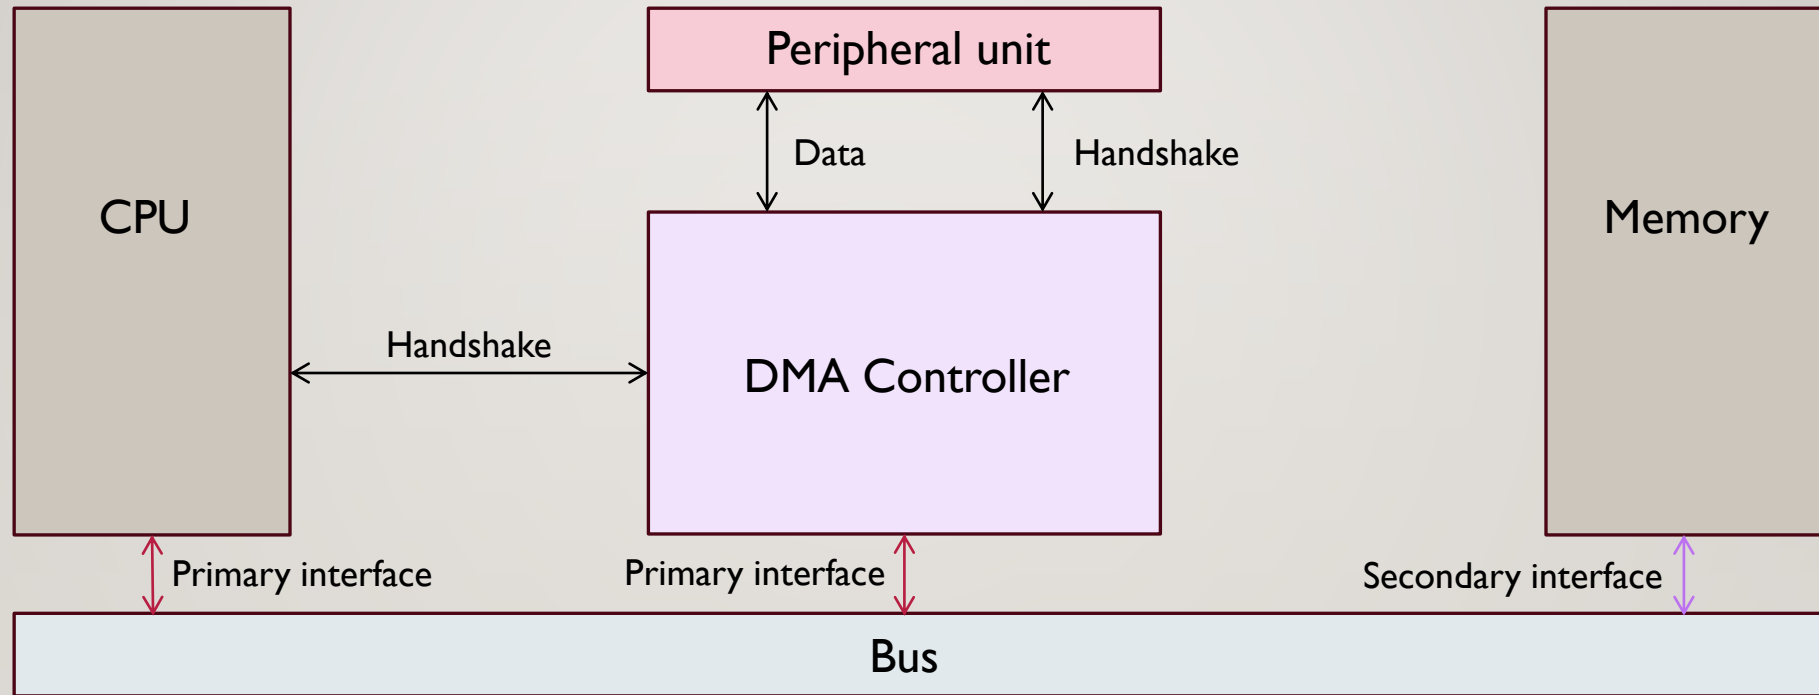 Peripheral unit
Data
Handshake
CPU
Memory
Handshake
DMA Controller
Primary interface
Primary interface
Secondary interface
Bus